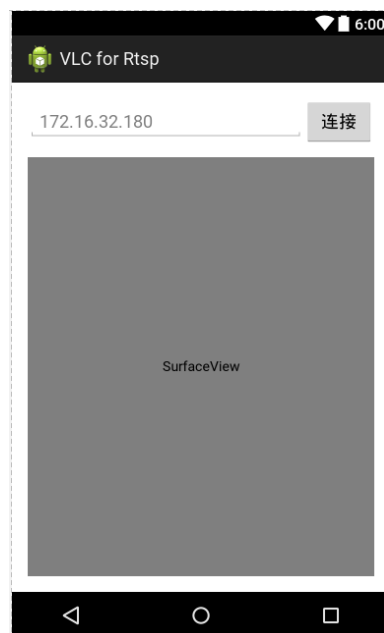 6:00
VLC for Rtsp
172.16.32.180
连接
SurfaceView